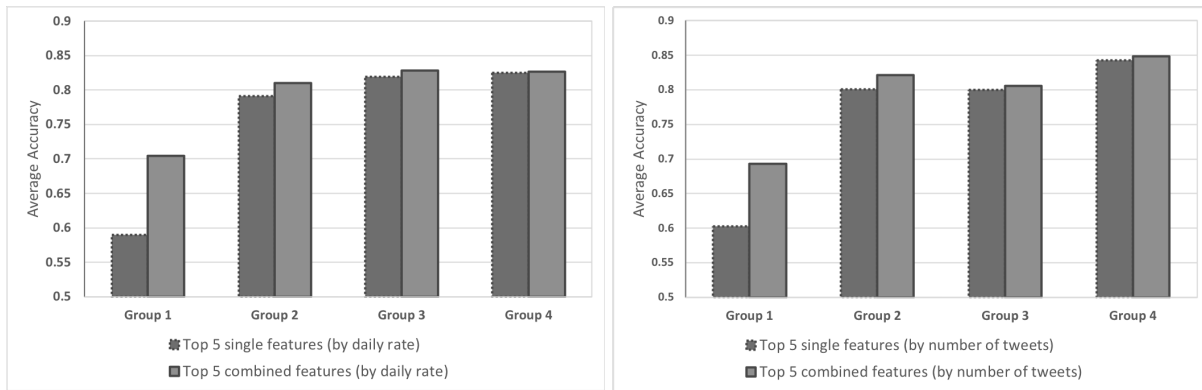 0.9
0.85
0.8
0.75
0.7
0.65
0.6
0.55
0.5
Average Accuracy
Group 1 Group 2 Group 3 Group 4
Top 5 single features (by daily rate)
Top 5 combined features (by daily rate)
0.9
0.85
0.8
0.75
0.7
0.65
0.6
0.55
0.5
Average Accuracy
Group 1 Group 2 Group 3 Group 4
Top 5 single features (by number of tweets)
Top 5 combined features (by number of tweets)